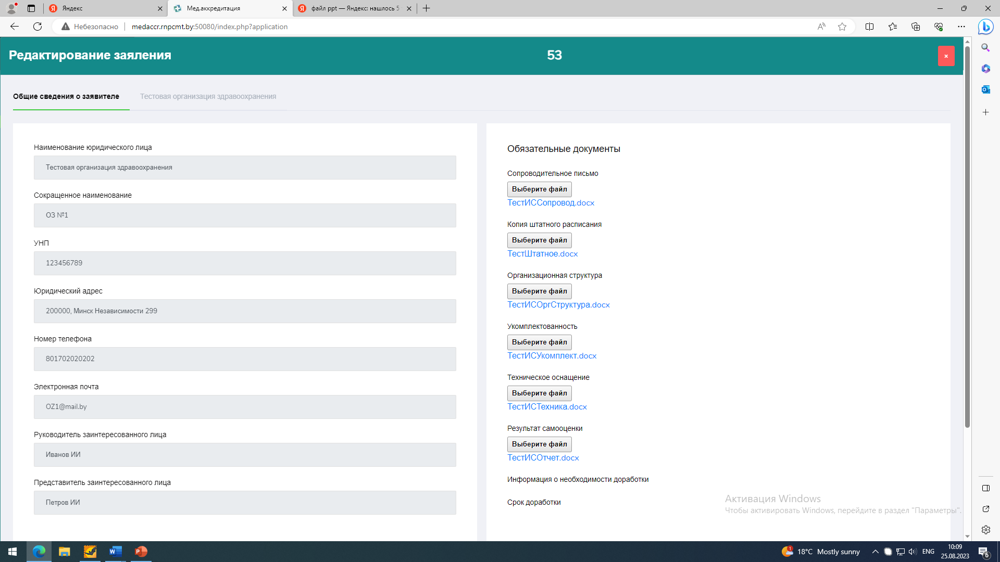 Яндекс
Мед.аккредитация
файл ppt — Яндекс: нашлось 5
Небезопасно
medaccr.rnpcmt.by:50080/index.php?application
Редактирование заяления
53
Общие сведения о заявителе
Тестовая организация здравоохранения
Наименование юридического лица
Тестовая организация здравоохранения
Сокращенное наименование
ОЗ №1
УНП
123456789
Юридический адрес
200000, Минск Независимости 299
Номер телефона
801702020202
Электронная почта
OZ1@mail.by
Руководитель заинтересованного лица
Иванов ИИ
Представитель заинтересованного лица
Петров ИИ
Обязательные документы
Сопроводительное письмо
Выберите файл
ТестИССопровод.docx
Копия штатного расписания
Выберите файл
ТестШтатное.docx
Организационная структура
Выберите файл
ТестИСОргСтруктура.docx
Укомплектованность
Выберите файл
ТестИСУкомплект.docx
Техническое оснащение
Выберите файл
ТестИСТехника.docx
Результат самооценки
Выберите файл
ТестИСОтчет.docx
Информация о необходимости доработки
Срок доработки
Активация Windows
Чтобы активировать Windows, перейдите в раздел "Параметры".
18°C Mostly sunny
ENG
10:09
25.08.2023
6